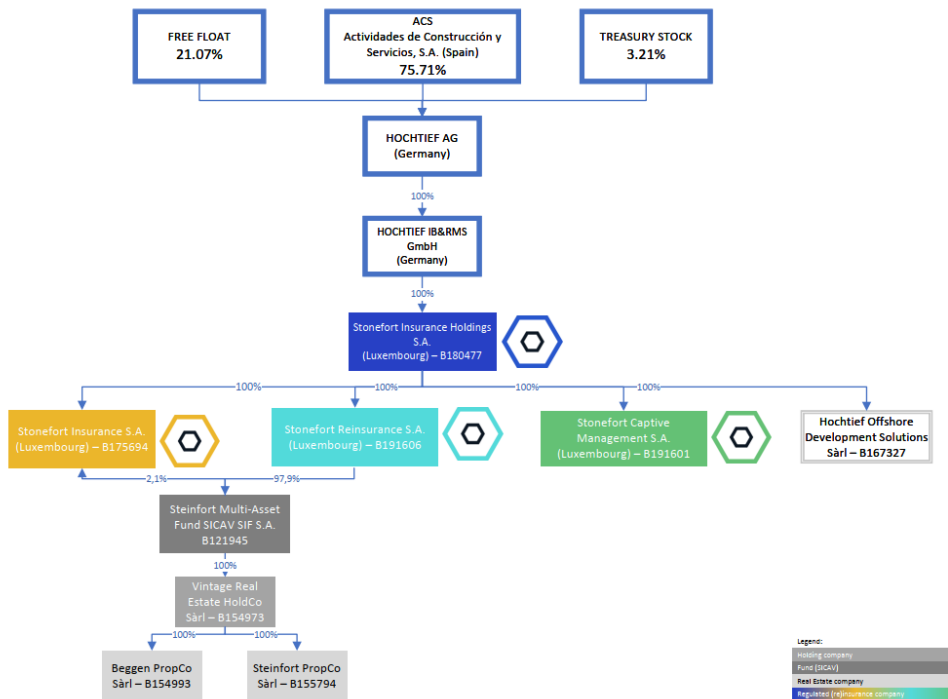 FREE FLOAT
21.07%
ACS
Actividades de Construcción y
Servicios, S.A. (Spain)
75.71%
TREASURY STOCK
3.21%
HOCHTIEF AG
(Germany)
100%
HOCHTIEF IB&RMS
GmbH
(Germany)
100%
Stonefort Insurance Holdings
S.A.
(Luxembourg) – B180477
100%
100%
100%
100%
Stonefort Insurance S.A.
(Luxembourg) – B175694
Stonefort Reinsurance S.A.
(Luxembourg) – B191606
Stonefort Captive
Management S.A.
(Luxembourg) – B191601
Hochtief Offshore
Development Solutions
Sàrl – B167327
2,1%
97,9%
Steinfort Multi-Asset
Fund SICAV SIF S.A.
B121945
100%
Vintage Real
Estate HoldCo
Sàrl – B154973
100%
100%
Beggen PropCo
Sàrl – B154993
Steinfort PropCo
Sàrl – B155794
Legend:
Holding company
Fund (SICAV)
Real Estate company
Regulated (re)insurance company